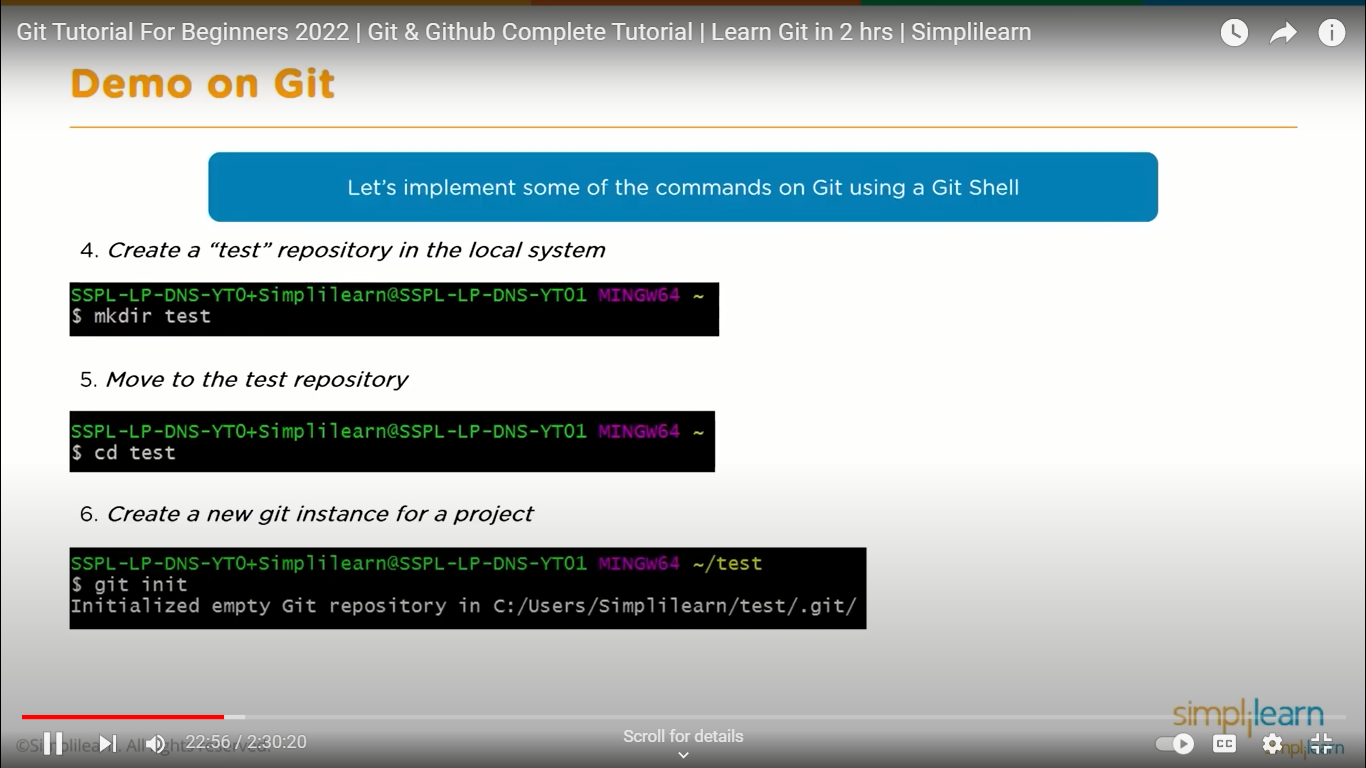 Git Tutorial For Beginners 2022 | Git & Github Complete Tutorial | Learn Git in 2 hrs | Simplilearn
Demo on Git
Let's implement some of the commands on Git using a Git Shell
4. Create a “test” repository in the local system
SSPL-LP-DNS-YT0+Simplilearn@SSPL-LP-DNS-YT01 MINGW64 ~
$ mkdir test
5. Move to the test repository
SSPL-LP-DNS-YT0+Simplilearn@SSPL-LP-DNS-YT01 MINGW64 ~
$ cd test
6. Create a new git instance for a project
SSPL-LP-DNS-YT0+Simplilearn@SSPL-LP-DNS-YT01 MINGW64 ~/test
$ git init
Initialized empty Git repository in C:/Users/Simplilearn/test/.git/
simplilearn
22:56 / 2:30:20
Scroll for details
CC